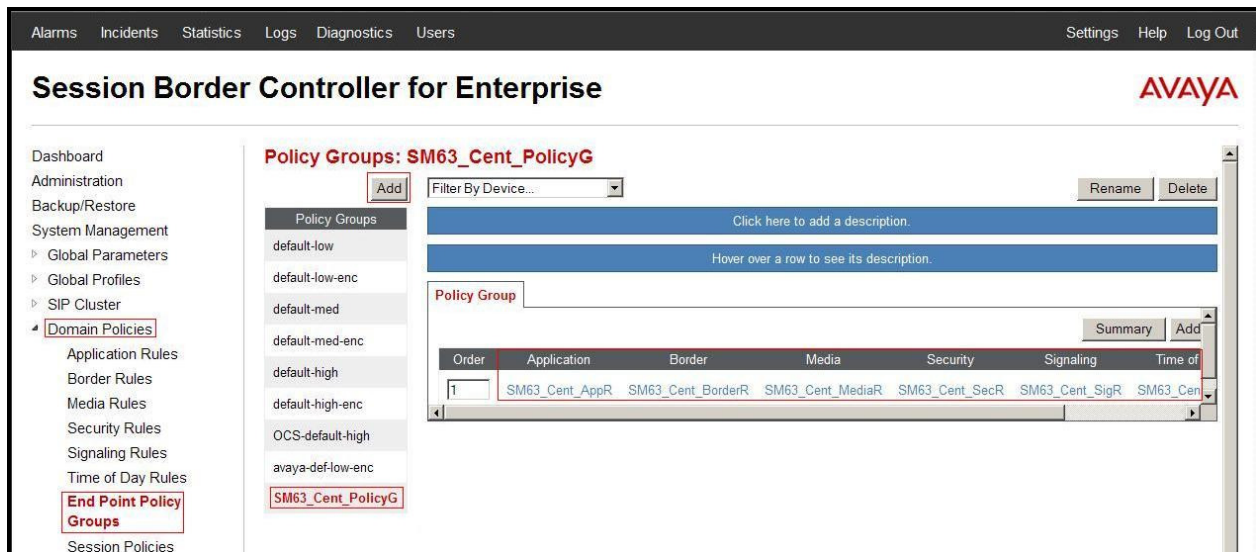 Alarms Incidents Statistics Logs Diagnostics Users Settings Help Log Out
Session Border Controller for Enterprise
AVAYA
Dashboard
Administration
Backup/Restore
System Management
Global Parameters
Global Profiles
SIP Cluster
Domain Policies
Application Rules
Border Rules
Media Rules
Security Rules
Signaling Rules
Time of Day Rules
End Point Policy
Groups
Session Policies
Policy Groups: SM63_Cent_PolicyG
Add
Filter By Device...
Rename Delete
Policy Groups
default-low
default-low-enc
default-med
default-med-enc
default-high
default-high-enc
OCS-default-high
avaya-def-low-enc
SM63_Cent_PolicyG
Click here to add a description.
Hover over a row to see its description.
Policy Group
Summary Add
Order Application Border Media Security Signaling Time of
1 SM63_Cent_AppR SM63_Cent_BorderR SM63_Cent_MediaR SM63_Cent_SecR SM63_Cent_SigR SM63_Cen